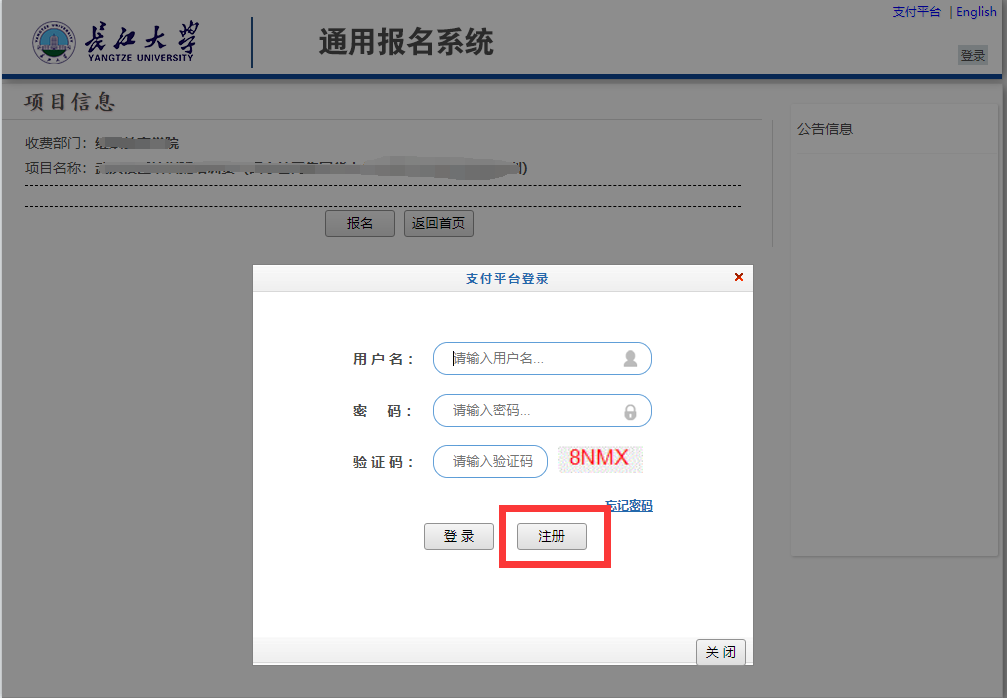 支付平台 | English
长江大学
YANGTZE UNIVERSITY
通用报名系统
登录
项目信息
公告信息
收费部门：
项目名称：
报名 返回首页
支付平台登录
用户名： 请输入用户名...
密 码： 请输入密码...
验证码： 请输入验证码 8NMX
忘记密码
登 录 注册
关 闭